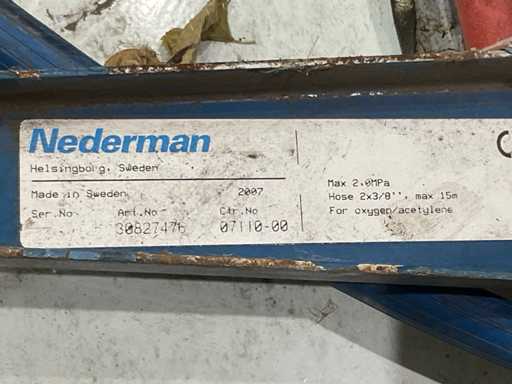 Nederman
Helsingborg, Sweden
Made in Sweden 2007
Ser.No Art.No Ctr.No
30827476 07110-00
Max 2.0MPa
Hose 2x3/8'', max 15m
For oxygen/acetylene